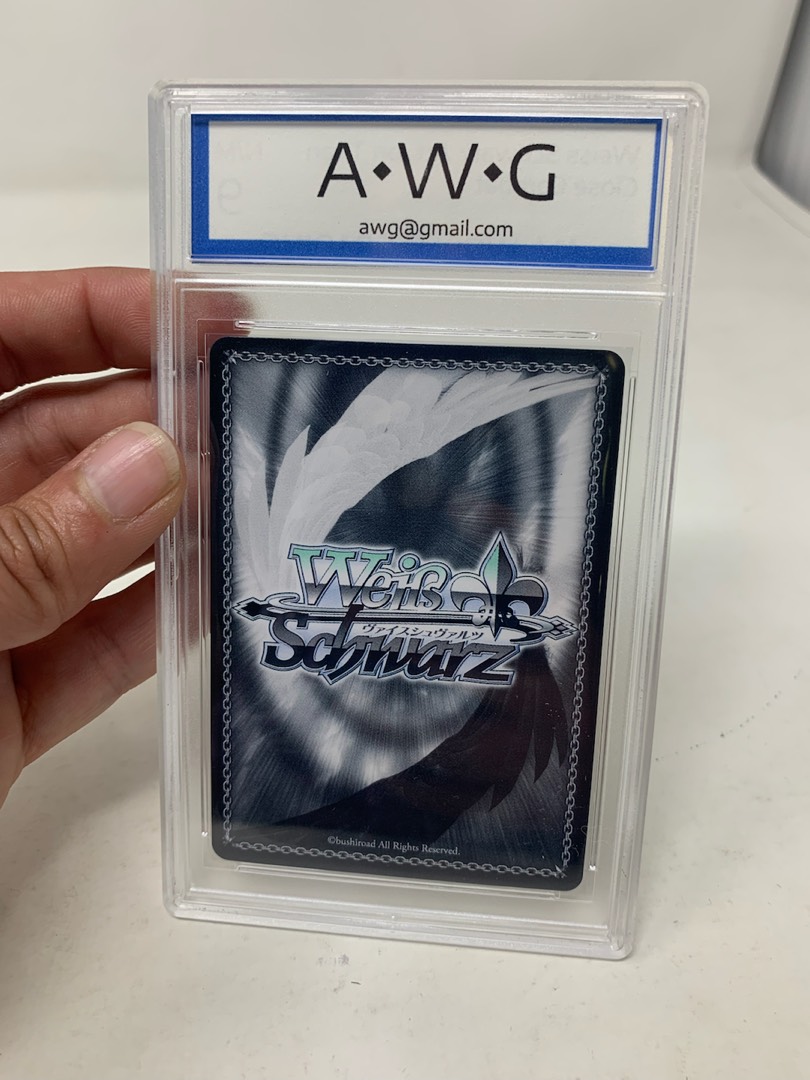 A◆W◆G
awg@gmail.com
Weiß
ヴァイスシュヴァルツ
Schwarz
©bushiroad All Rights Reserved.